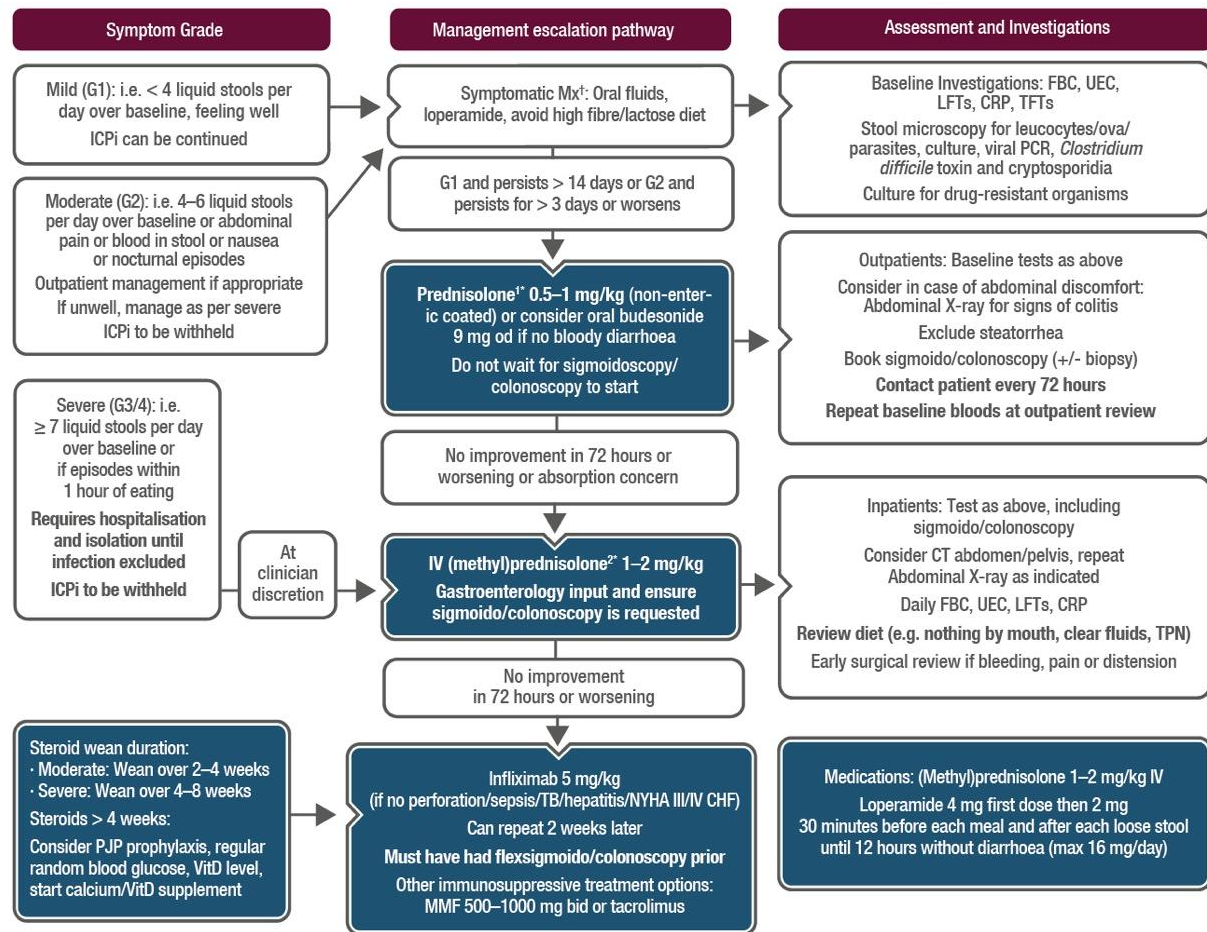 Symptom Grade
Management escalation pathway
Assessment and Investigations
Mild (G1): i.e. < 4 liquid stools per
day over baseline, feeling well
ICPi can be continued
Symptomatic Mx†: Oral fluids,
loperamide, avoid high fibre/lactose diet
Baseline Investigations: FBC, UEC,
LFTs, CRP, TFTs
Stool microscopy for leucocytes/ova/
parasites, culture, viral PCR, Clostridium
difficile toxin and cryptosporidia
Culture for drug-resistant organisms
Moderate (G2): i.e. 4–6 liquid stools
per day over baseline or abdominal
pain or blood in stool or nausea
or nocturnal episodes
Outpatient management if appropriate
If unwell, manage as per severe
ICPi to be withheld
G1 and persists > 14 days or G2 and
persists for > 3 days or worsens
Prednisolone1* 0.5–1 mg/kg (non-enter-
ic coated) or consider oral budesonide
9 mg od if no bloody diarrhoea
Do not wait for sigmoidoscopy/
colonoscopy to start
Outpatients: Baseline tests as above
Consider in case of abdominal discomfort:
Abdominal X-ray for signs of colitis
Exclude steatorrhea
Book sigmoido/colonoscopy (+/- biopsy)
Contact patient every 72 hours
Repeat baseline bloods at outpatient review
Severe (G3/4): i.e.
≥ 7 liquid stools per day
over baseline or
if episodes within
1 hour of eating
Requires hospitalisation
and isolation until
infection excluded
ICPi to be withheld
At
clinician
discretion
No improvement in 72 hours or
worsening or absorption concern
IV (methyl)prednisolone2* 1–2 mg/kg
Gastroenterology input and ensure
sigmoido/colonoscopy is requested
Inpatients: Test as above, including
sigmoido/colonoscopy
Consider CT abdomen/pelvis, repeat
Abdominal X-ray as indicated
Daily FBC, UEC, LFTs, CRP
Review diet (e.g. nothing by mouth, clear fluids, TPN)
Early surgical review if bleeding, pain or distension
No improvement
in 72 hours or worsening
Steroid wean duration:
· Moderate: Wean over 2–4 weeks
· Severe: Wean over 4–8 weeks
Steroids > 4 weeks:
Consider PJP prophylaxis, regular
random blood glucose, VitD level,
start calcium/VitD supplement
Infliximab 5 mg/kg
(if no perforation/sepsis/TB/hepatitis/NYHA III/IV CHF)
Can repeat 2 weeks later
Must have had flexsigmoido/colonoscopy prior
Other immunosuppressive treatment options:
MMF 500–1000 mg bid or tacrolimus
Medications: (Methyl)prednisolone 1–2 mg/kg IV
Loperamide 4 mg first dose then 2 mg
30 minutes before each meal and after each loose stool
until 12 hours without diarrhoea (max 16 mg/day)